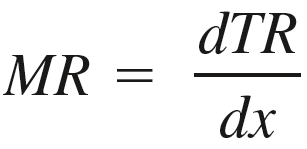 MR = dTR/dx